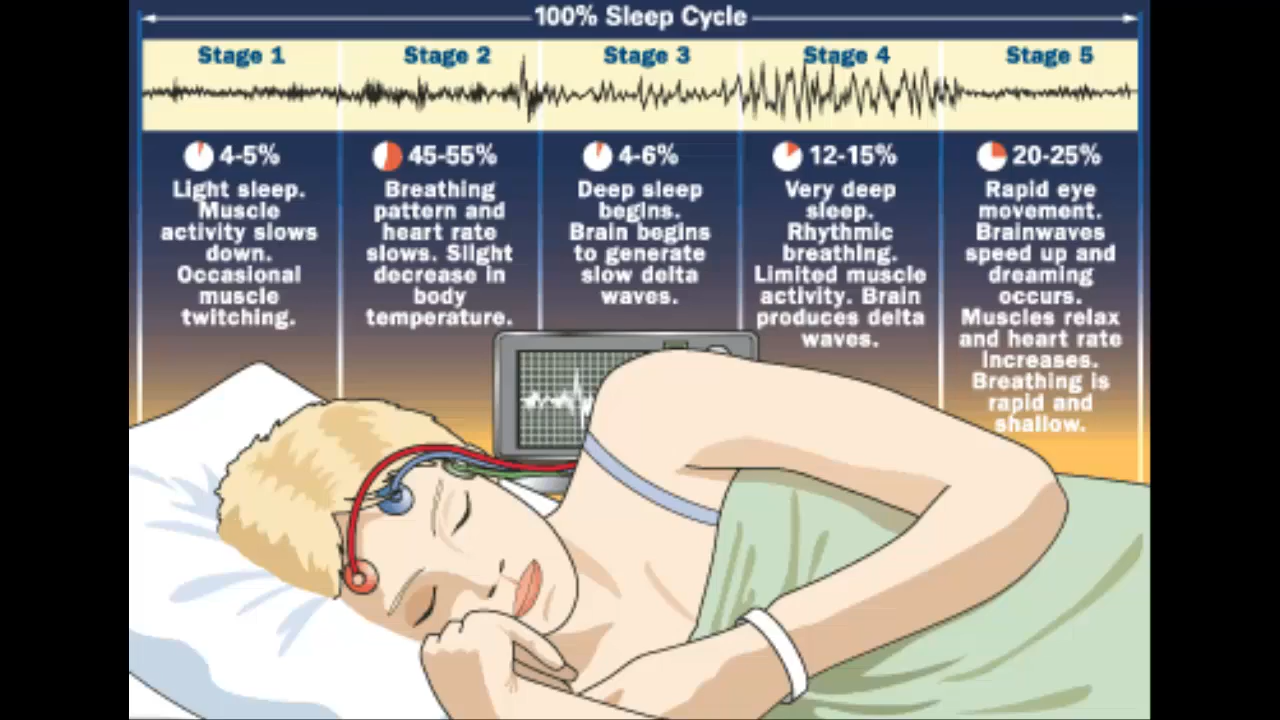 100% Sleep Cycle
Stage 1
Stage 2
Stage 3
Stage 4
Stage 5
4-5%
Light sleep.
Muscle
activity slows
down.
Occasional
muscle
twitching.
45-55%
Breathing
pattern and
heart rate
slows. Slight
decrease in
body
temperature.
4-6%
Deep sleep
begins.
Brain begins
to generate
slow delta
waves.
12-15%
Very deep
sleep.
Rhythmic
breathing.
Limited muscle
activity. Brain
produces delta
waves.
20-25%
Rapid eye
movement.
Brainwaves
speed up and
dreaming
occurs.
Muscles relax
and heart rate
increases.
Breathing is
rapid and
shallow.